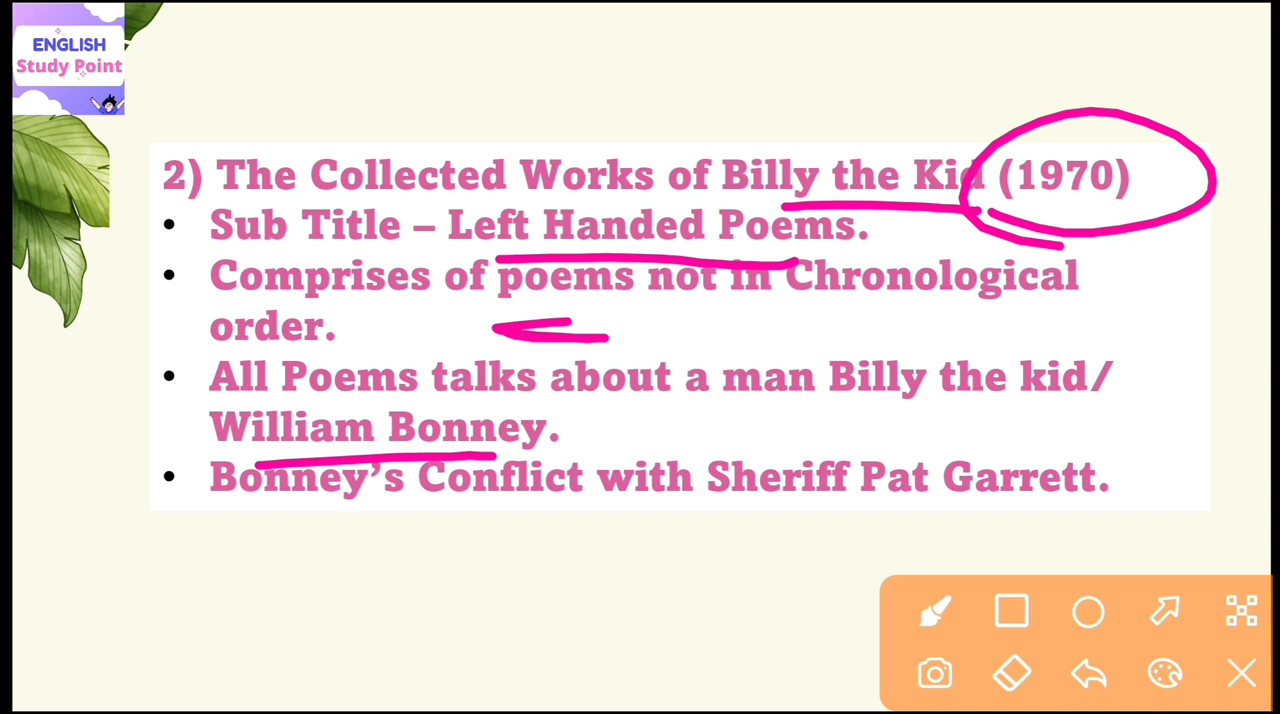 ENGLISH
Study Point
2) The Collected Works of Billy the Kid (1970)
• Sub Title – Left Handed Poems.
• Comprises of poems not in Chronological
order.
• All Poems talks about a man Billy the kid/
William Bonney.
• Bonney’s Conflict with Sheriff Pat Garrett.